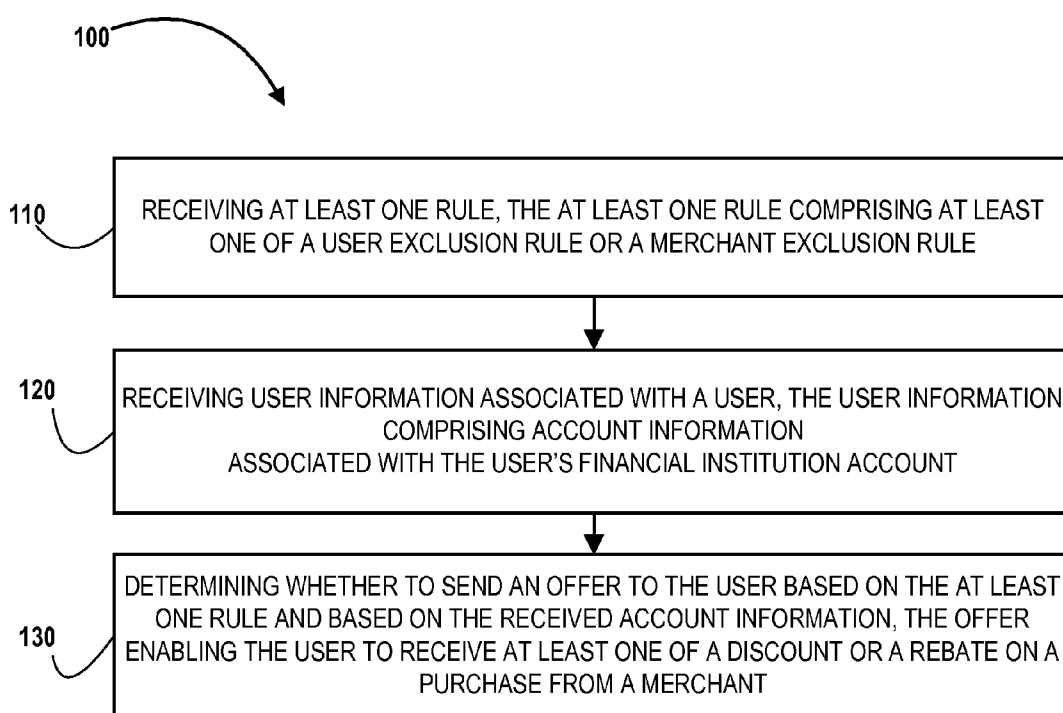 100
110
RECEIVING AT LEAST ONE RULE, THE AT LEAST ONE RULE COMPRISING AT LEAST
ONE OF A USER EXCLUSION RULE OR A MERCHANT EXCLUSION RULE
120
RECEIVING USER INFORMATION ASSOCIATED WITH A USER, THE USER INFORMATION
COMPRISING ACCOUNT INFORMATION
ASSOCIATED WITH THE USER'S FINANCIAL INSTITUTION ACCOUNT
130
DETERMINING WHETHER TO SEND AN OFFER TO THE USER BASED ON THE AT LEAST
ONE RULE AND BASED ON THE RECEIVED ACCOUNT INFORMATION, THE OFFER
ENABLING THE USER TO RECEIVE AT LEAST ONE OF A DISCOUNT OR A REBATE ON A
PURCHASE FROM A MERCHANT